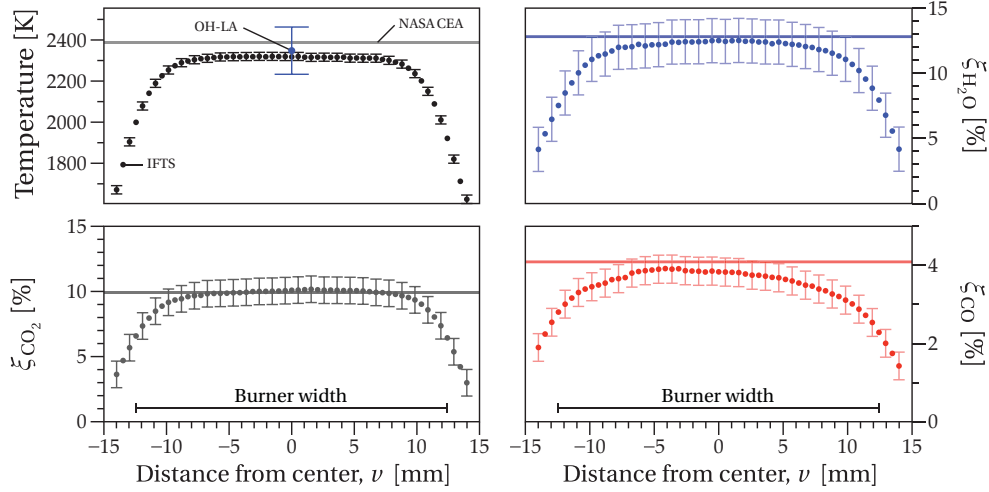 Temperature [K]
2400
2200
2000
1800
OH-LA
NASA CEA
IFTS
15
10
5
0
ξH2O [%]
ξCO2 [%]
15
10
5
0
Burner width
−15 −10 −5 0 5 10 15
Distance from center, v [mm]
4
2
0
ξCO [%]
Burner width
−15 −10 −5 0 5 10 15
Distance from center, v [mm]